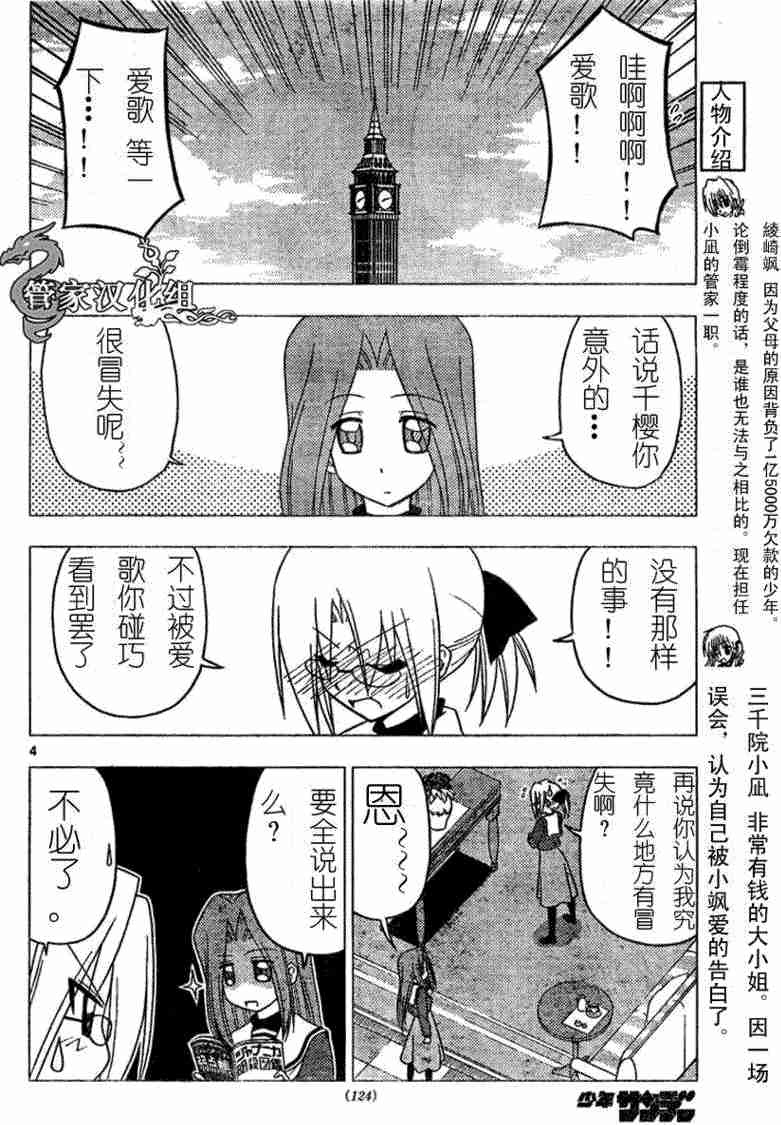 哇啊啊啊！！
爱歌！！
爱歌 等一
下…！！
管家汉化组
话说千樱你
意外的…
很冒失呢～
没有那样
的事！！
不过被爱
歌你碰巧
看到罢了
4
再说你认为我究
竟什么地方有冒
失啊？
恩～～
要全说出来
么？
不必了。
(124)
少年サンデー
人物介绍
綾崎飒 因为父母的原因背负了一亿5000万欠款的少年。
论倒霉程度的话，是谁也无法与之相比的。现在担任
小凪的管家一职。
三千院小凪 非常有钱的大小姐。因一场
误会，认为自己被小飒爱的告白了。